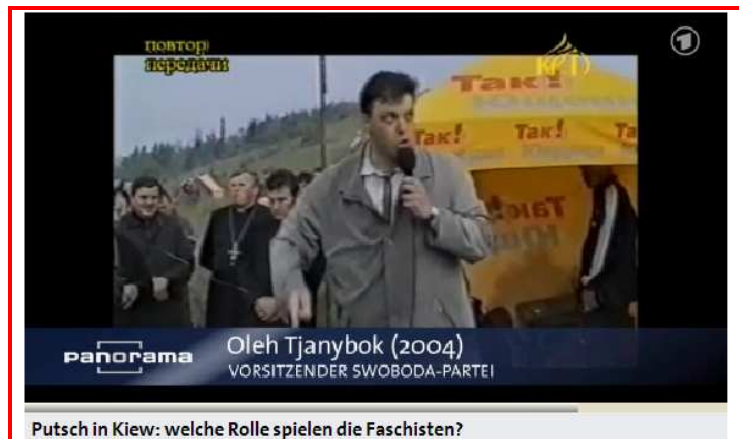 повтор
передачи
КРТ
Так!
Так! Так! Та
Так!
Ющ
panorama
Oleh Tjanybok (2004)
VORSITZENDER SWOBODA-PARTEI
Putsch in Kiew: welche Rolle spielen die Faschisten?